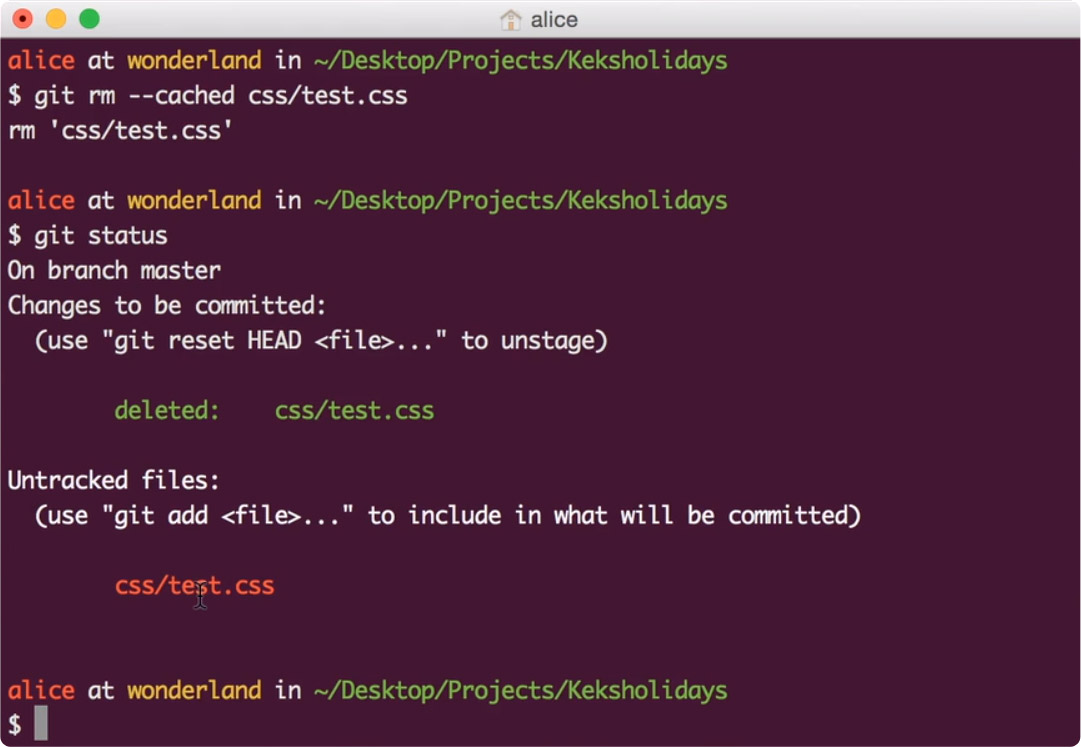 alice
alice at wonderland in ~/Desktop/Projects/Keksholidays
$ git rm --cached css/test.css
rm 'css/test.css'
alice at wonderland in ~/Desktop/Projects/Keksholidays
$ git status
On branch master
Changes to be committed:
(use "git reset HEAD <file>..." to unstage)
deleted: css/test.css
Untracked files:
(use "git add <file>..." to include in what will be committed)
css/test.css
alice at wonderland in ~/Desktop/Projects/Keksholidays
$